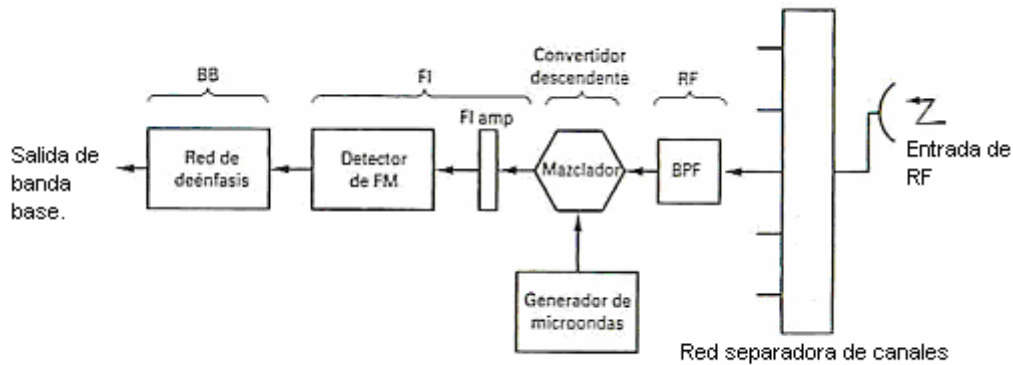 Convertidor
descendente
BB
FI
RF
FI amp
Salida de
banda
base.
Red de
deénfasis
Detector
de FM
Mazclador
BPF
Entrada de
RF
Generador de
microondas
Red separadora de canales